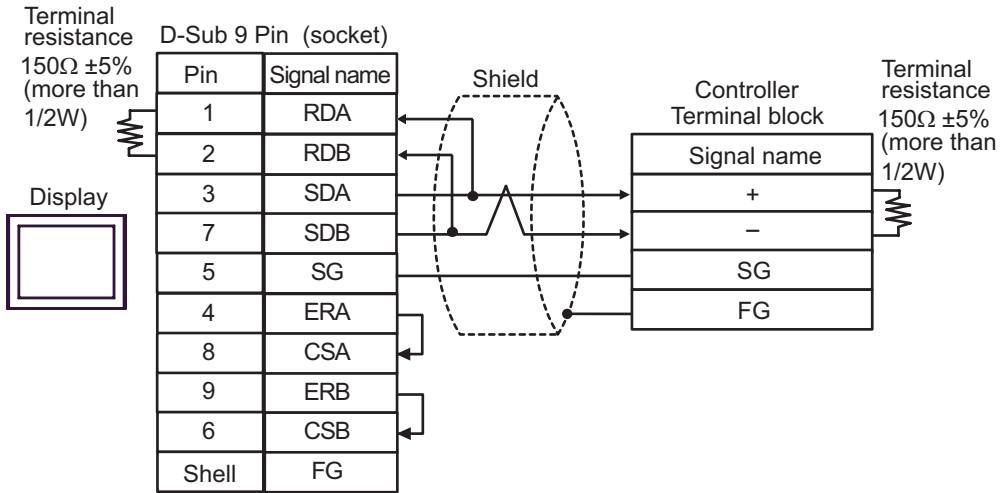 Terminal
resistance
150Ω ±5%
(more than
1/2W)
D-Sub 9 Pin (socket)
Pin Signal name
1 RDA
2 RDB
3 SDA
7 SDB
5 SG
4 ERA
8 CSA
9 ERB
6 CSB
Shell FG
Display
Shield
Controller
Terminal block
Signal name
+
–
SG
FG
Terminal
resistance
150Ω ±5%
(more than
1/2W)